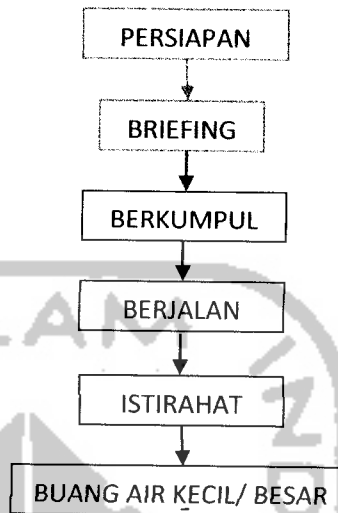 PERSIAPAN
BRIEFING
BERKUMPUL
BERJALAN
ISTIRAHAT
BUANG AIR KECIL/ BESAR